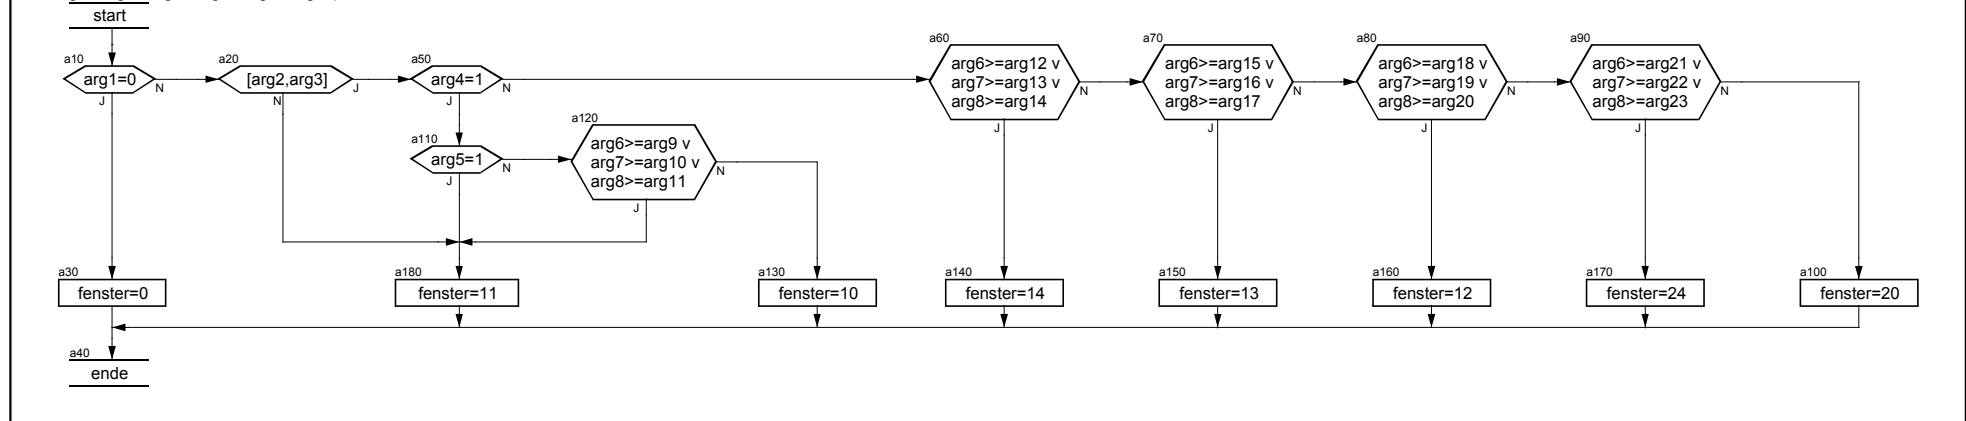 start
a10
arg1=0
J
N
a20
[arg2,arg3]
N
J
a50
arg4=1
J
N
a60
arg6>=arg12 v
arg7>=arg13 v
arg8>=arg14
J
N
a70
arg6>=arg15 v
arg7>=arg16 v
arg8>=arg17
J
N
a80
arg6>=arg18 v
arg7>=arg19 v
arg8>=arg20
J
N
a90
arg6>=arg21 v
arg7>=arg22 v
arg8>=arg23
J
N
a110
arg5=1
J
N
a120
arg6>=arg9 v
arg7>=arg10 v
arg8>=arg11
J
N
a30
fenster=0
a180
fenster=11
a130
fenster=10
a140
fenster=14
a150
fenster=13
a160
fenster=12
a170
fenster=24
a100
fenster=20
a40
ende